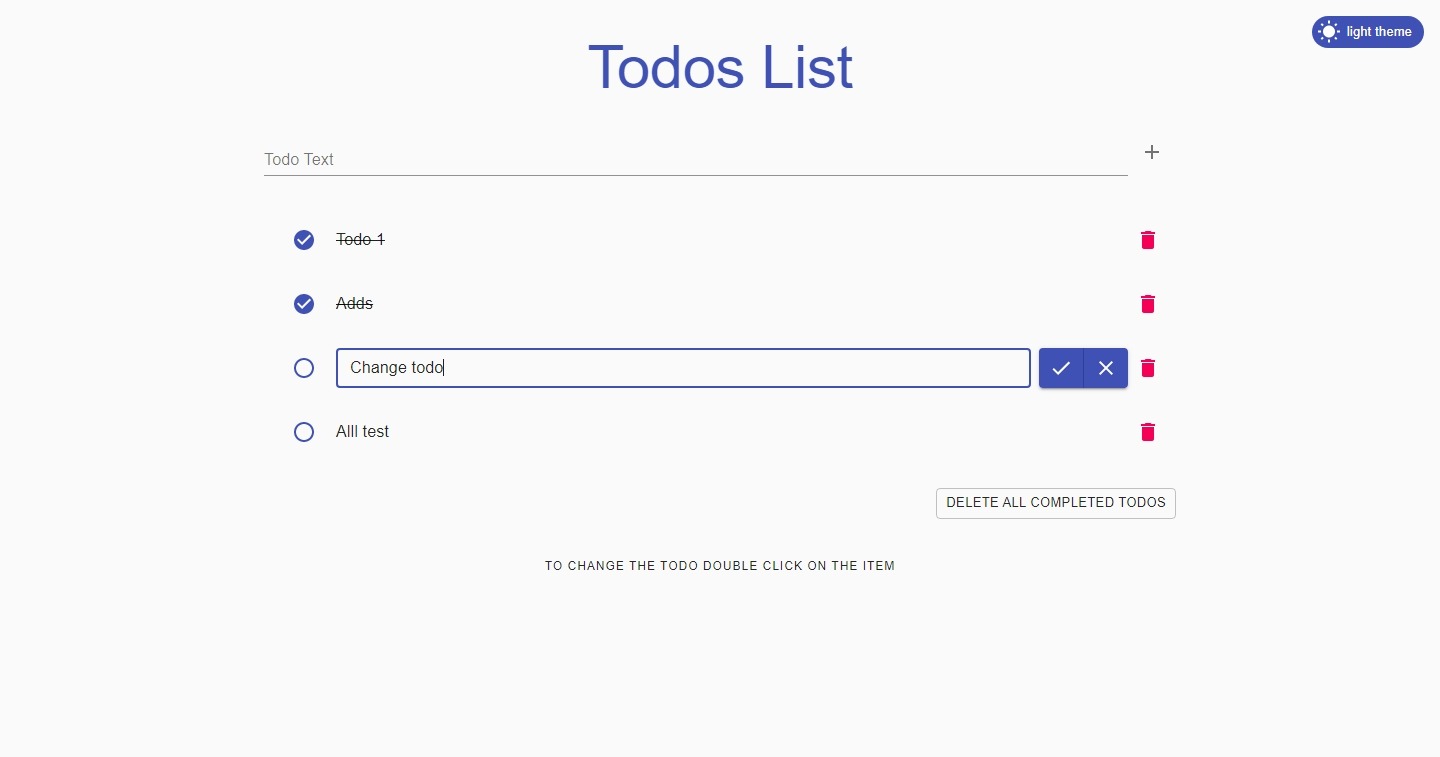 light theme
Todos List
Todo Text
Todo 1
Adds
Change todo
Alll test
DELETE ALL COMPLETED TODOS
TO CHANGE THE TODO DOUBLE CLICK ON THE ITEM